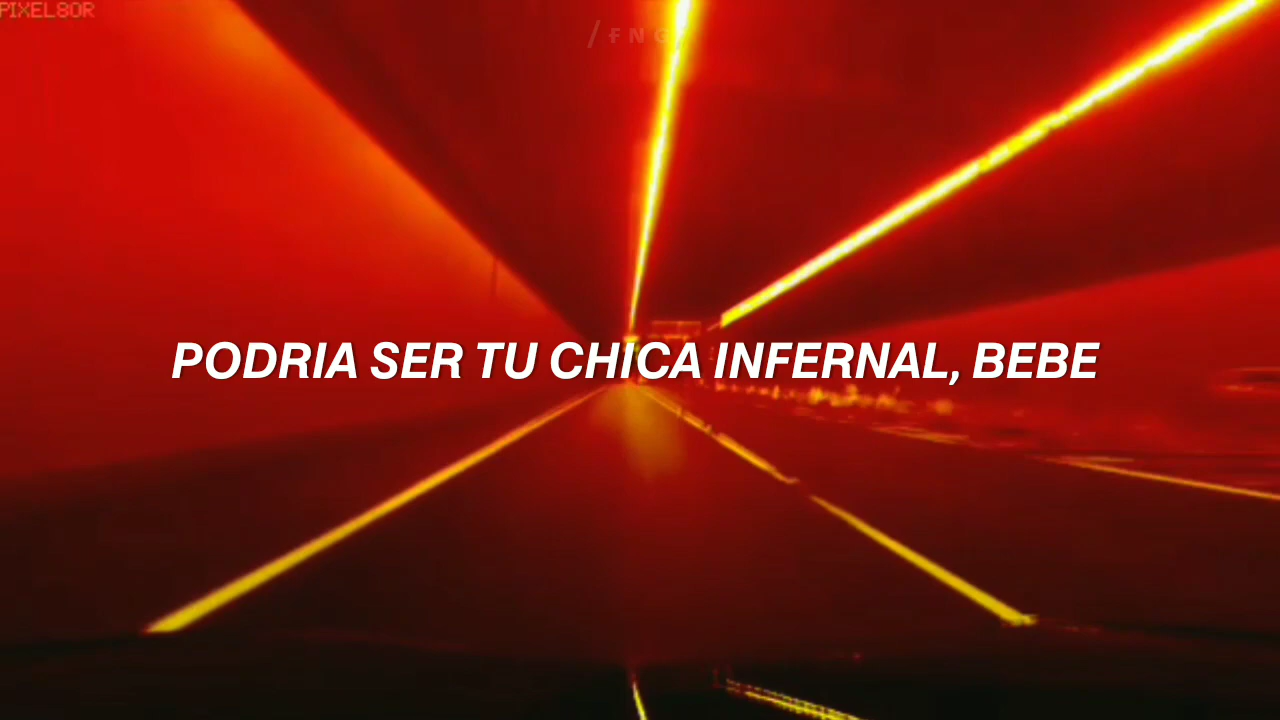 PIXEL8OR
/FNG/
PODRIA SER TU CHICA INFERNAL, BEBE